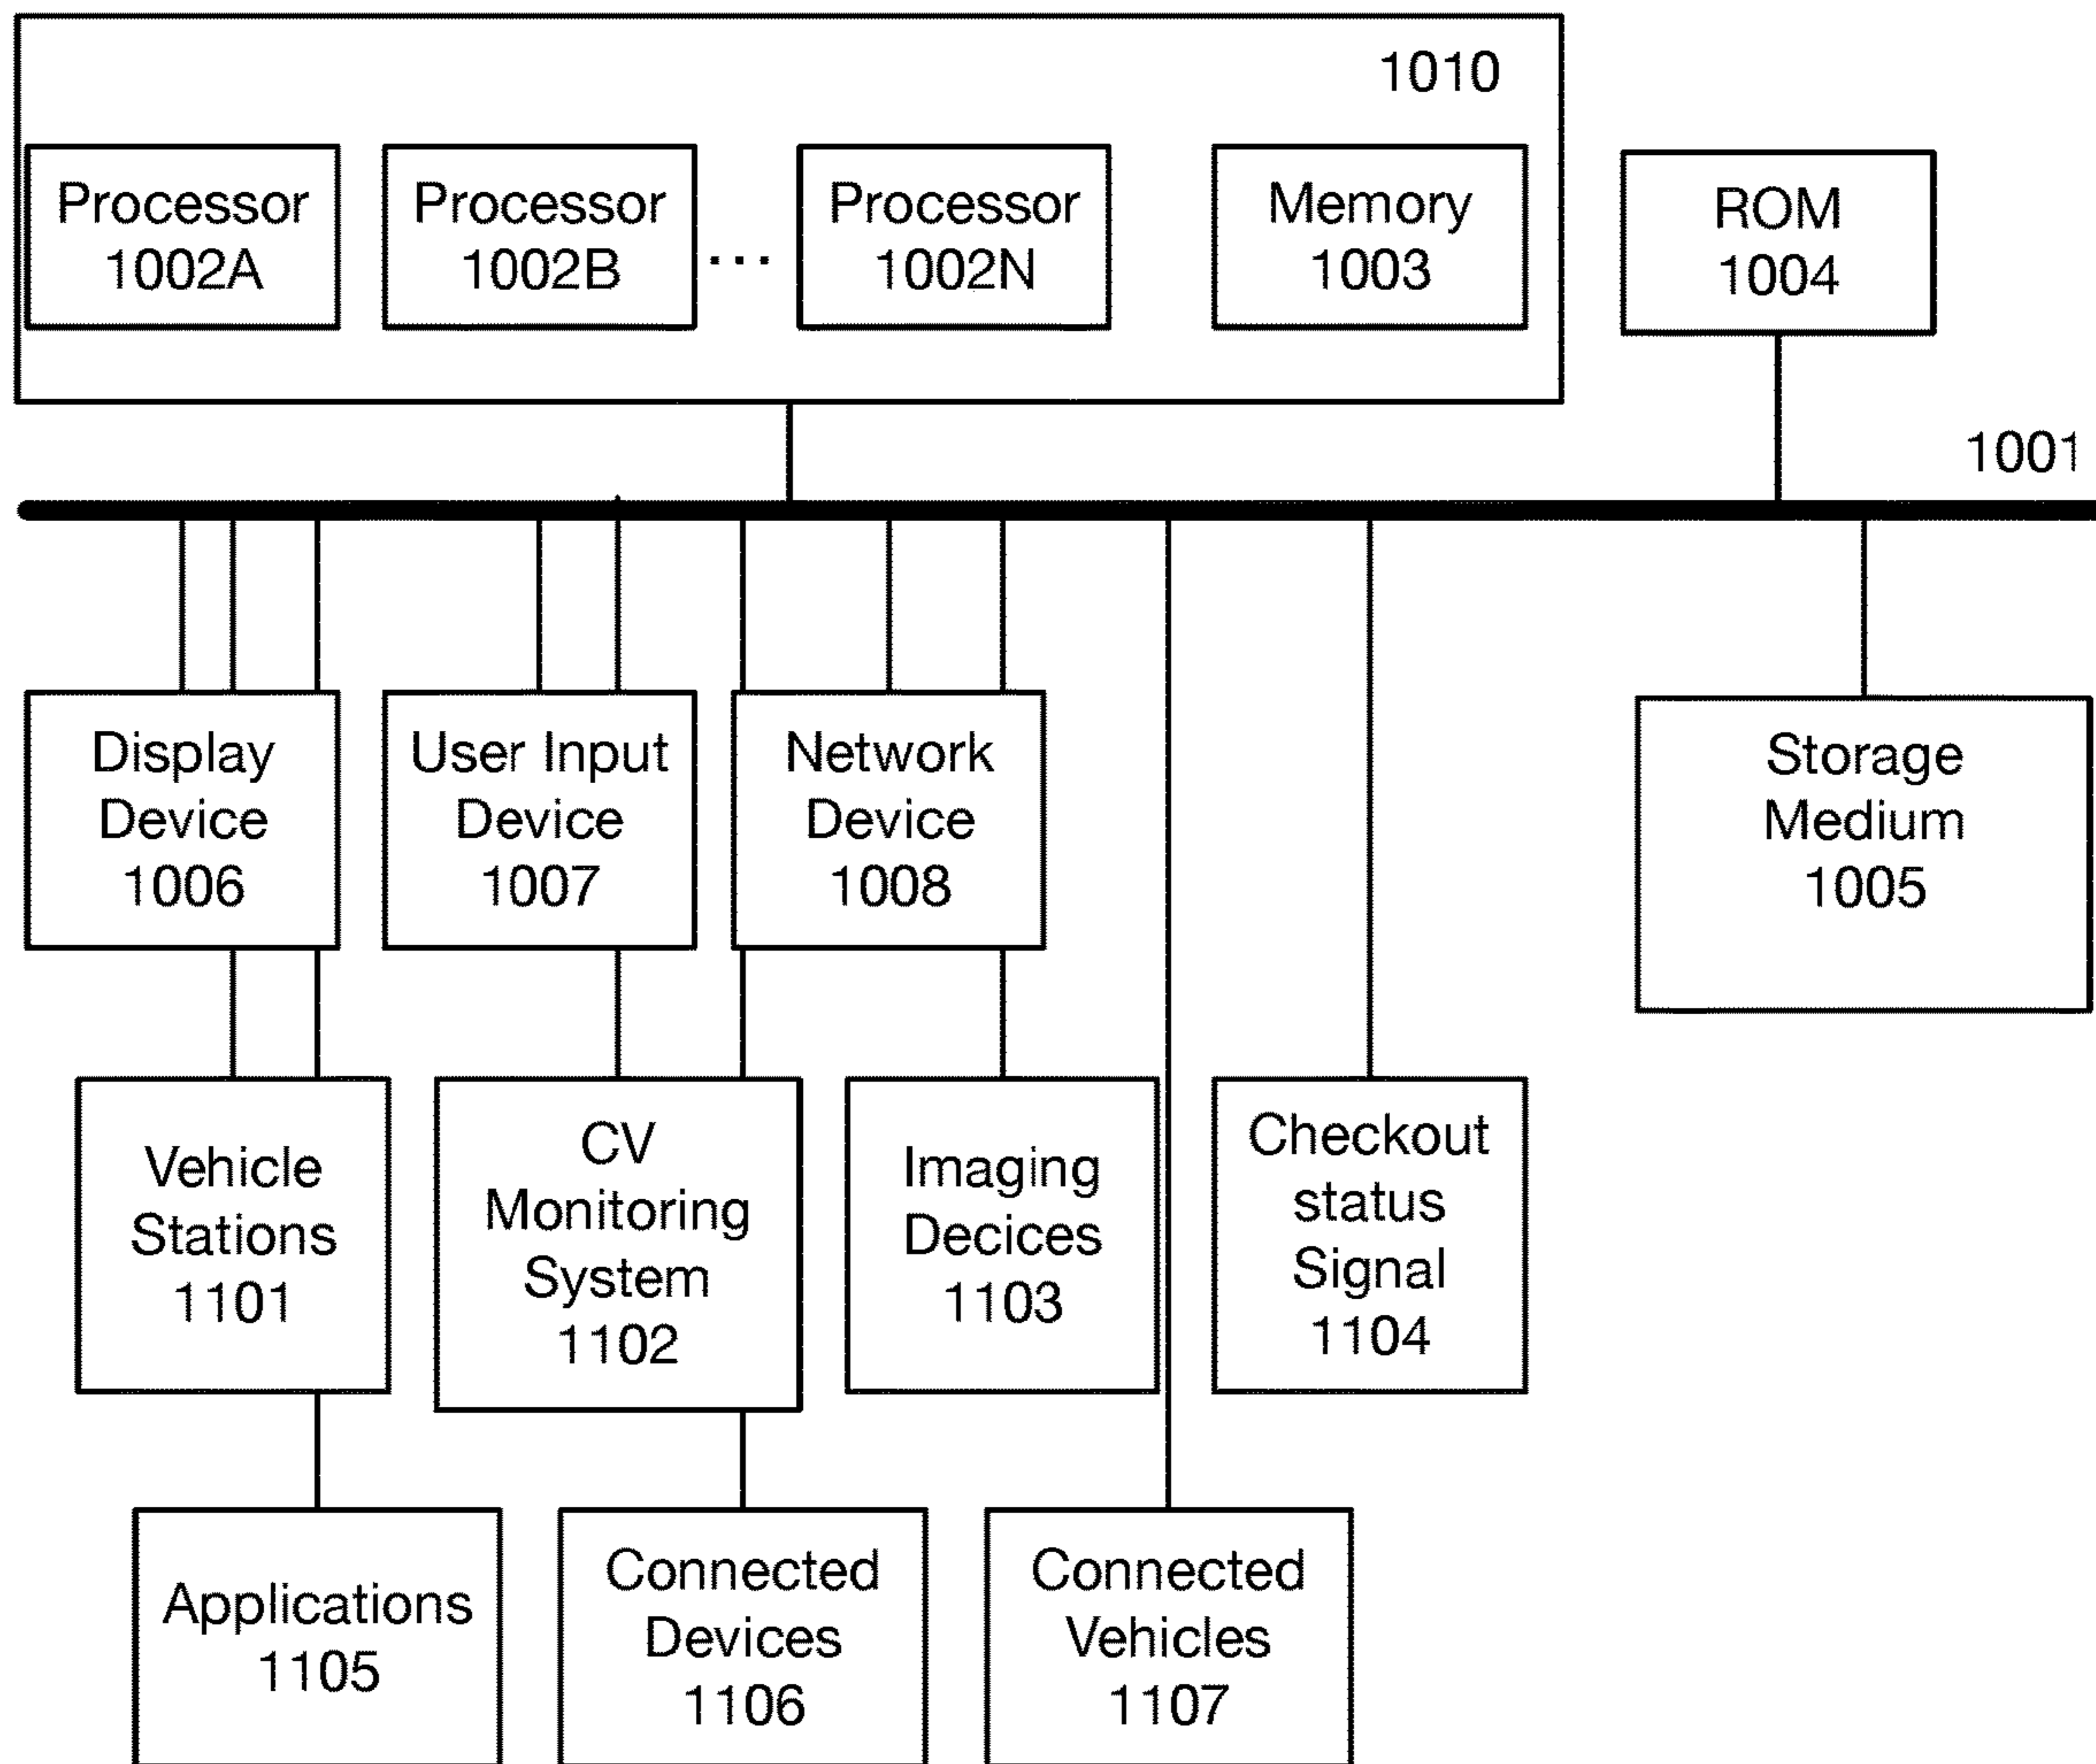 1010
Processor
1002A
Processor
1002B
...
Processor
1002N
Memory
1003
ROM
1004
1001
Display
Device
1006
User Input
Device
1007
Network
Device
1008
Storage
Medium
1005
Vehicle
Stations
1101
CV
Monitoring
System
1102
Imaging
Decices
1103
Checkout
status
Signal
1104
Applications
1105
Connected
Devices
1106
Connected
Vehicles
1107